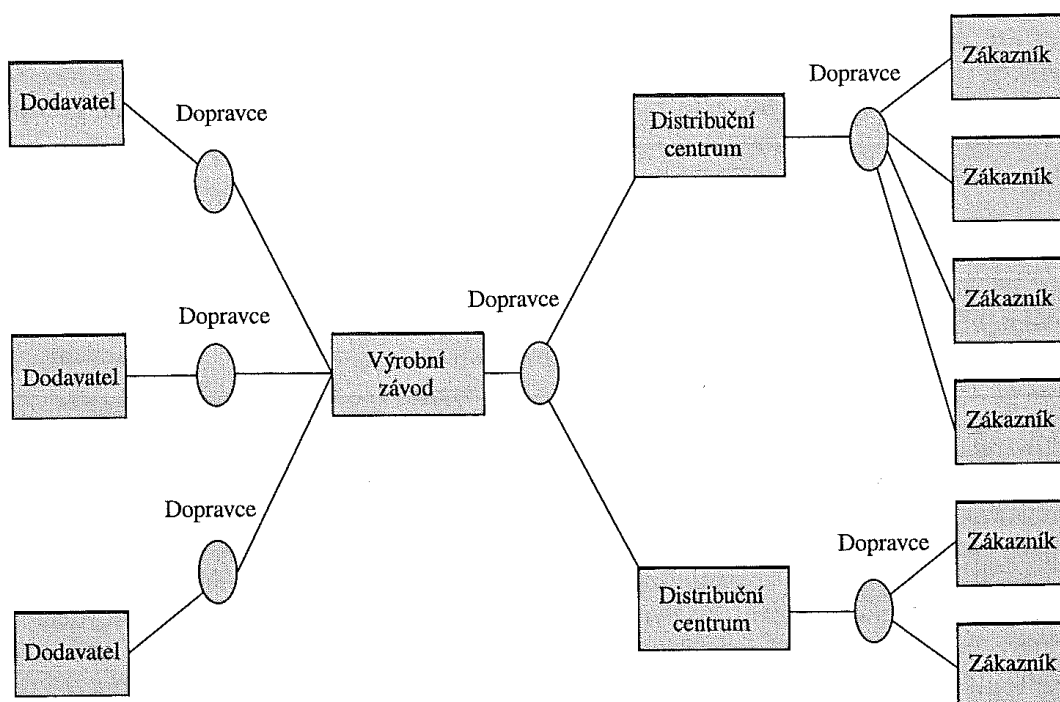 Dodavatel
Dopravce
Dodavatel
Dopravce
Dodavatel
Dopravce
Výrobní
závod
Dopravce
Distribuční
centrum
Dopravce
Distribuční
centrum
Dopravce
Zákazník
Zákazník
Zákazník
Zákazník
Zákazník
Zákazník